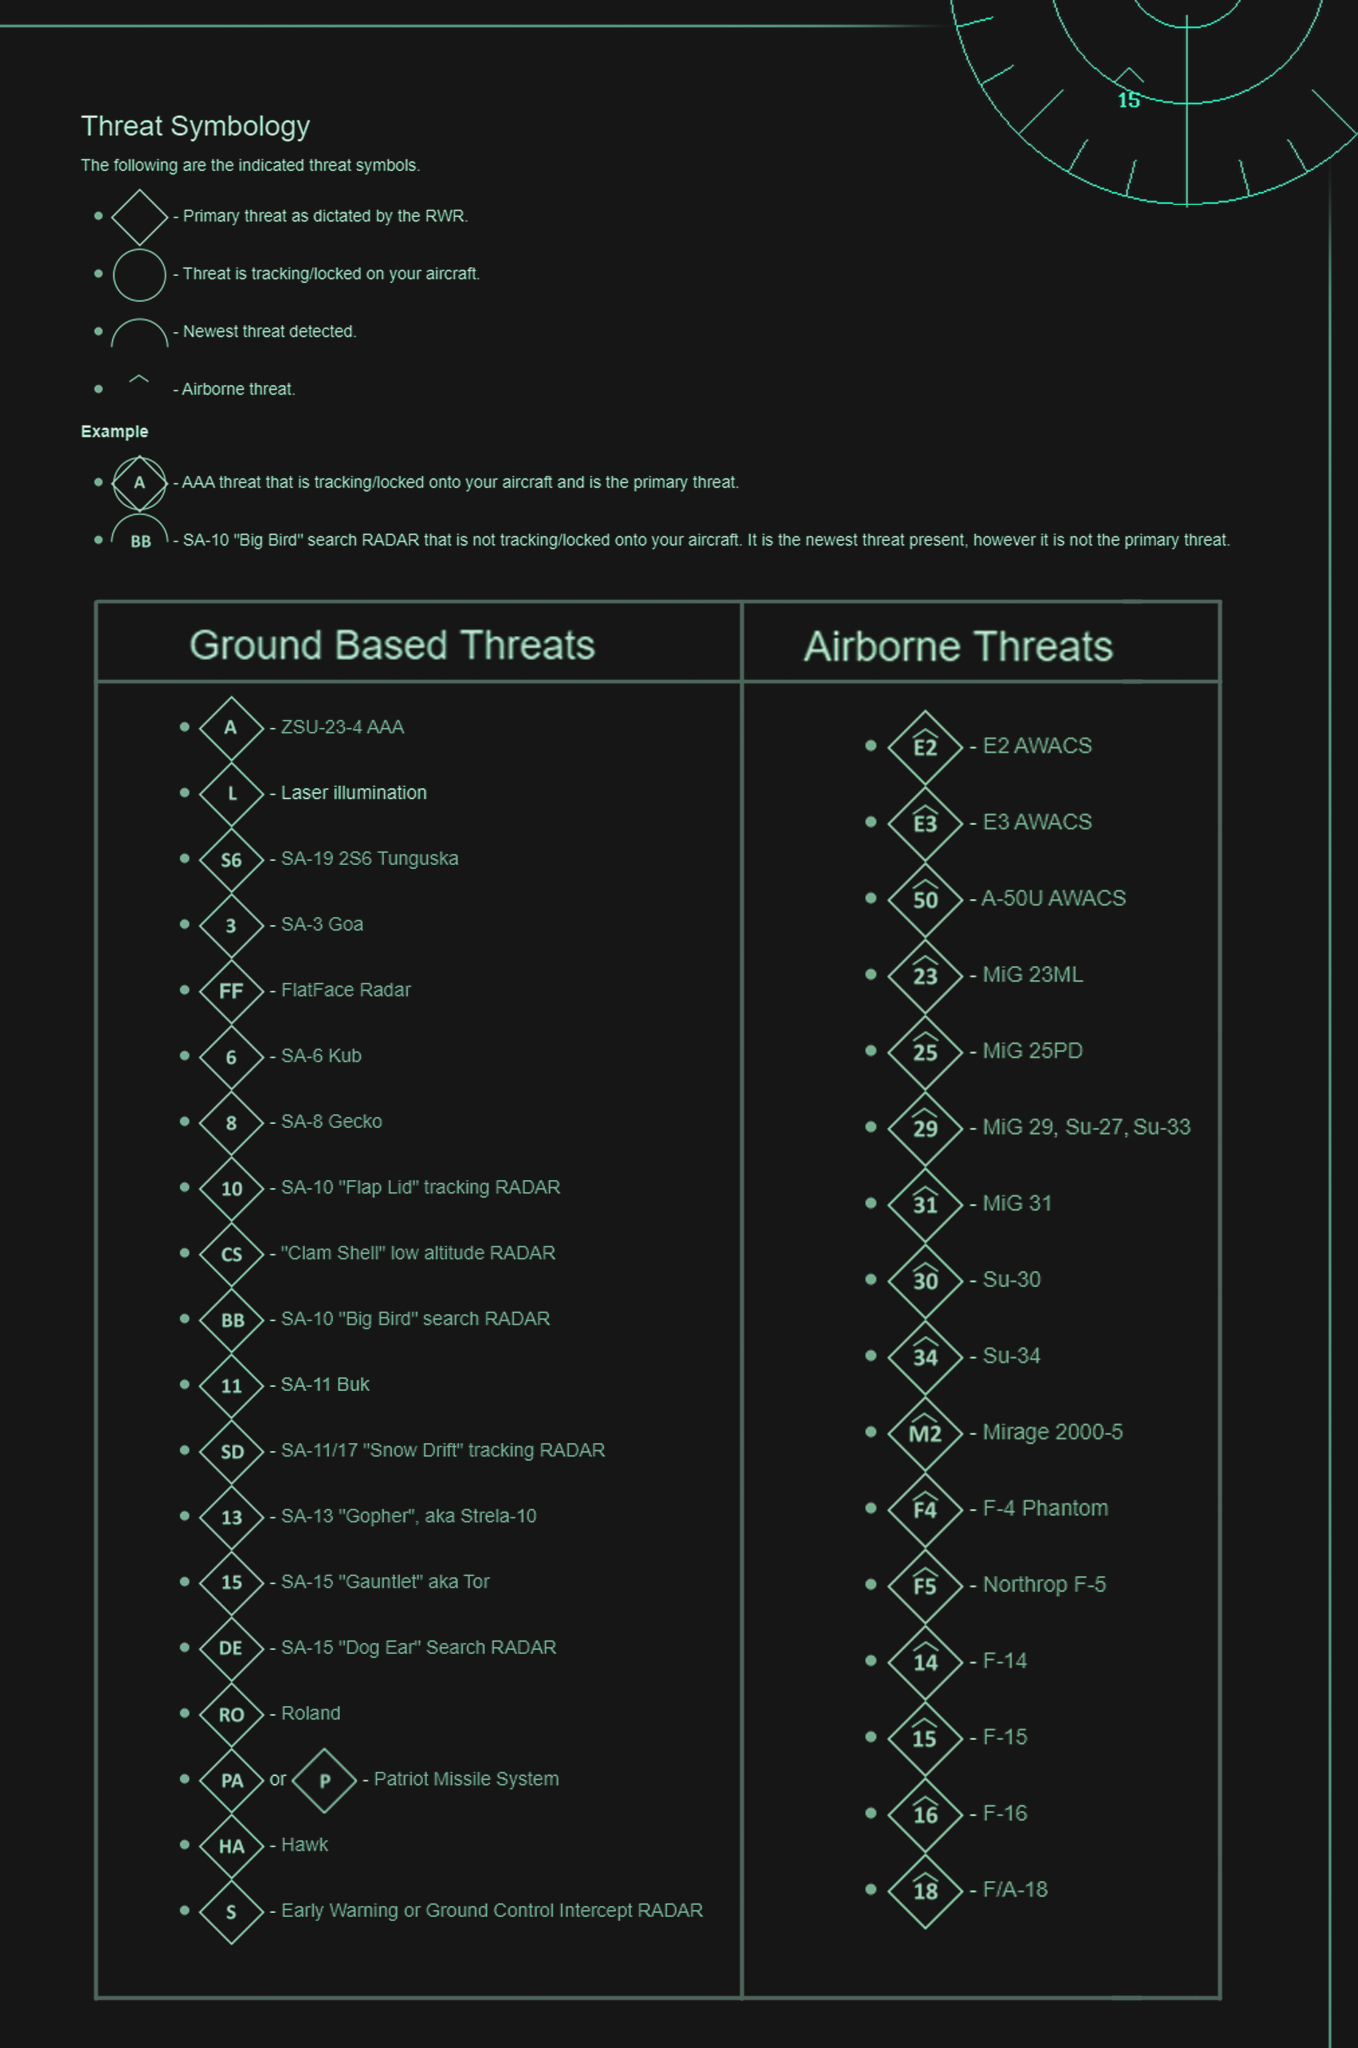 15
Threat Symbology
The following are the indicated threat symbols.
- Primary threat as dictated by the RWR.
- Threat is tracking/locked on your aircraft.
- Newest threat detected.
- Airborne threat.
Example
A - AAA threat that is tracking/locked onto your aircraft and is the primary threat.
BB - SA-10 "Big Bird" search RADAR that is not tracking/locked onto your aircraft. It is the newest threat present, however it is not the primary threat.
Ground Based Threats
A - ZSU-23-4 AAA
L - Laser illumination
S6 - SA-19 2S6 Tunguska
3 - SA-3 Goa
FF - FlatFace Radar
6 - SA-6 Kub
8 - SA-8 Gecko
10 - SA-10 "Flap Lid" tracking RADAR
CS - "Clam Shell" low altitude RADAR
BB - SA-10 "Big Bird" search RADAR
11 - SA-11 Buk
SD - SA-11/17 "Snow Drift" tracking RADAR
13 - SA-13 "Gopher", aka Strela-10
15 - SA-15 "Gauntlet" aka Tor
DE - SA-15 "Dog Ear" Search RADAR
RO - Roland
PA or P - Patriot Missile System
HA - Hawk
S - Early Warning or Ground Control Intercept RADAR
Airborne Threats
E2 - E2 AWACS
E3 - E3 AWACS
50 - A-50U AWACS
23 - MiG 23ML
25 - MiG 25PD
29 - MiG 29, Su-27, Su-33
31 - MiG 31
30 - Su-30
34 - Su-34
M2 - Mirage 2000-5
F4 - F-4 Phantom
F5 - Northrop F-5
14 - F-14
15 - F-15
16 - F-16
18 - F/A-18